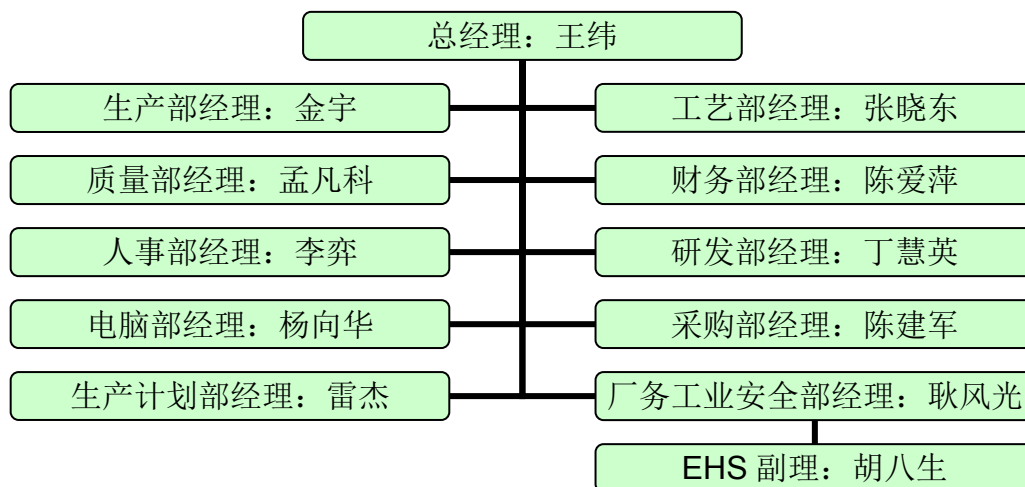 总经理：王纬
生产部经理：金宇
工艺部经理：张晓东
质量部经理：孟凡科
财务部经理：陈爱萍
人事部经理：李弈
研发部经理：丁慧英
电脑部经理：杨向华
采购部经理：陈建军
生产计划部经理：雷杰
厂务工业安全部经理：耿风光
EHS 副理：胡八生